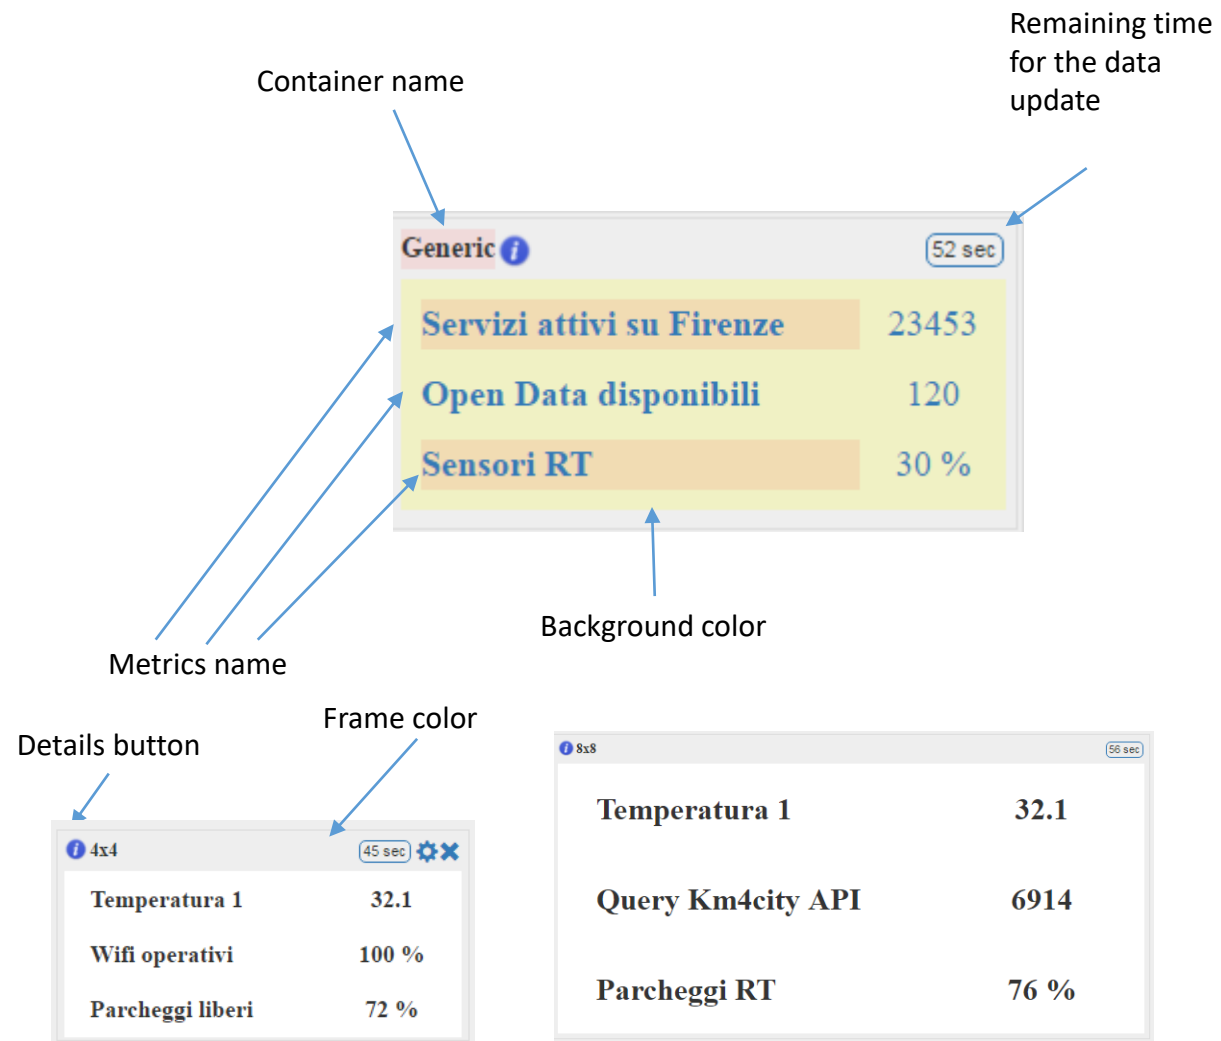 Remaining time
for the data
update
Container name
Generic i
52 sec
Servizi attivi su Firenze 23453
Open Data disponibili 120
Sensori RT 30 %
Background color
Metrics name
Frame color
Details button
i 4x4 45 sec
Temperatura 1 32.1
Wifi operativi 100 %
Parcheggi liberi 72 %
i 8x8 56 sec
Temperatura 1 32.1
Query Km4city API 6914
Parcheggi RT 76 %